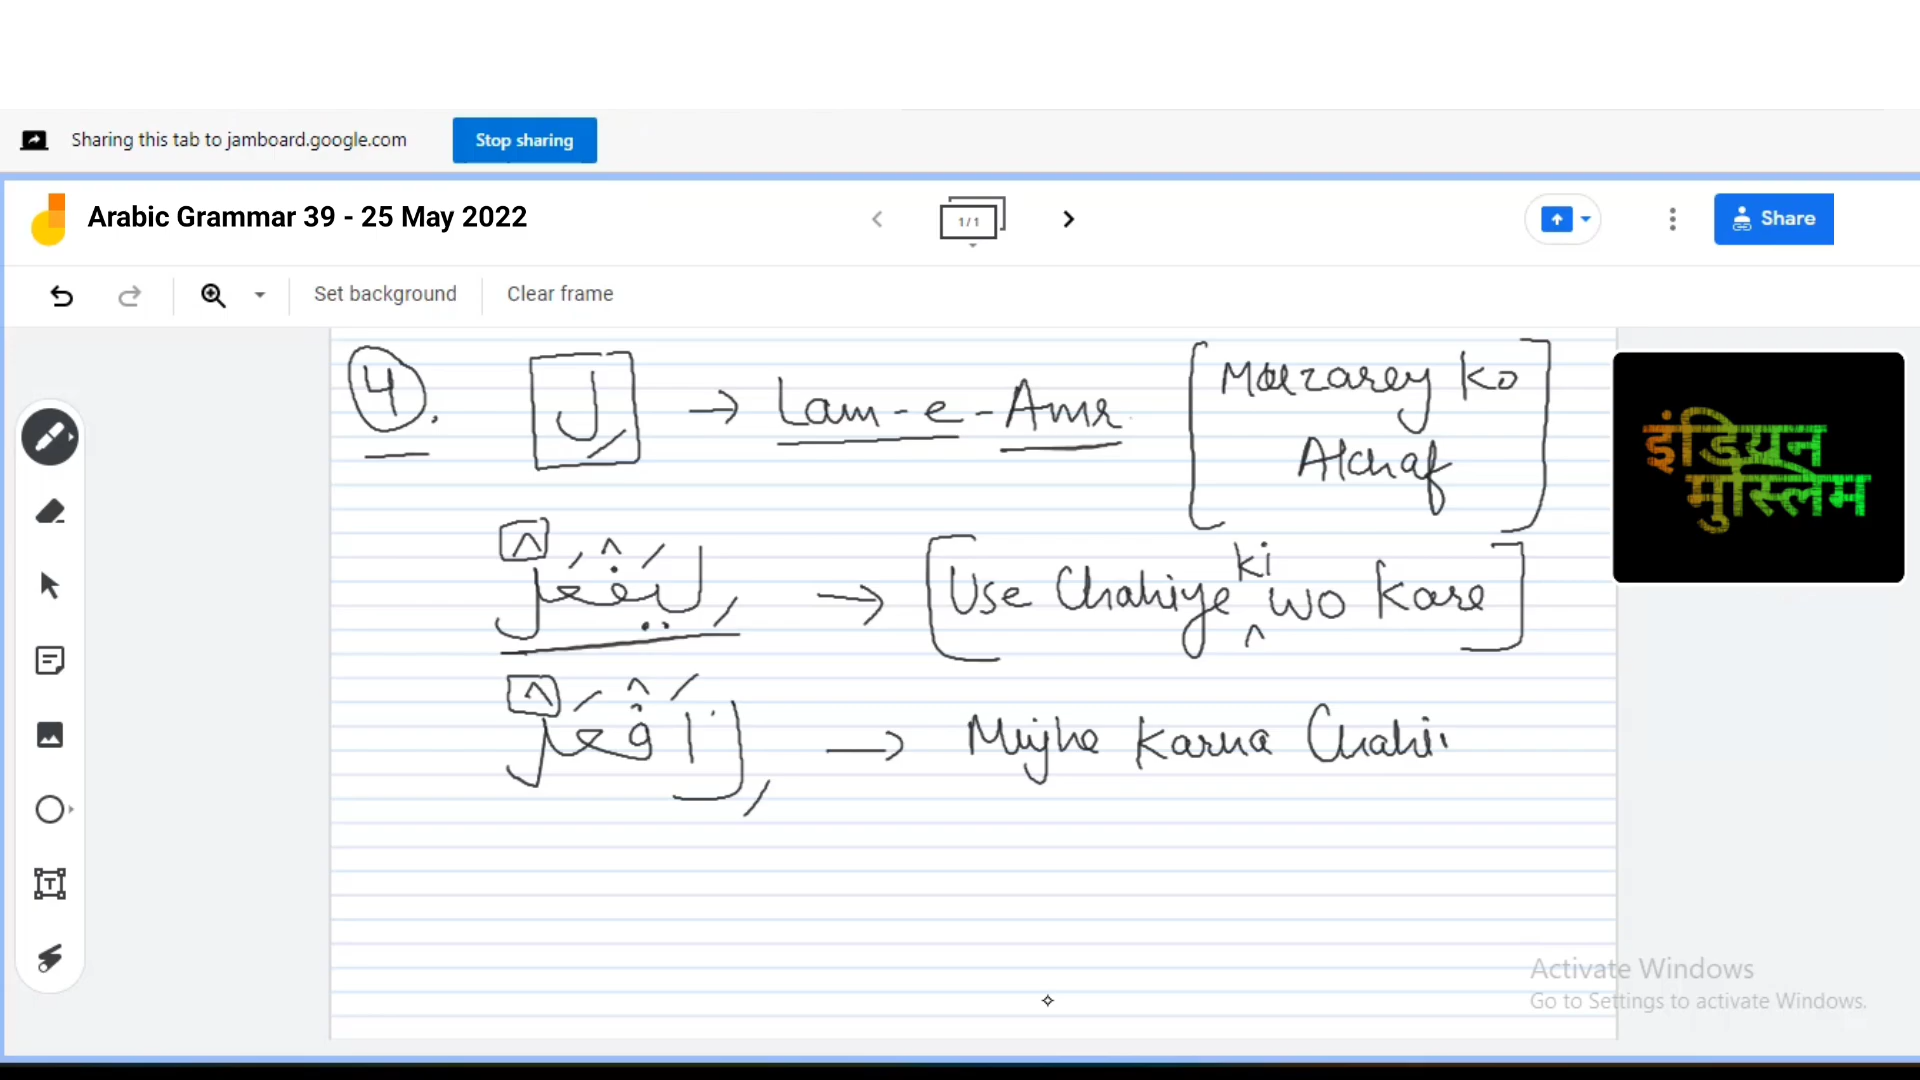 Sharing this tab to jamboard.google.com Stop sharing
Arabic Grammar 39 - 25 May 2022
1/1
Share
Set background Clear frame
4. لِ → Lam-e-Amr [Muzarey Ko Akhaf]
لِيَفْعَلْ → [Use Chahiye ki wo Kare]
لِأَفْعَلْ → Mujhe Karna Chahi
इंडियन
मुस्लिम
Activate Windows
Go to Settings to activate Windows.